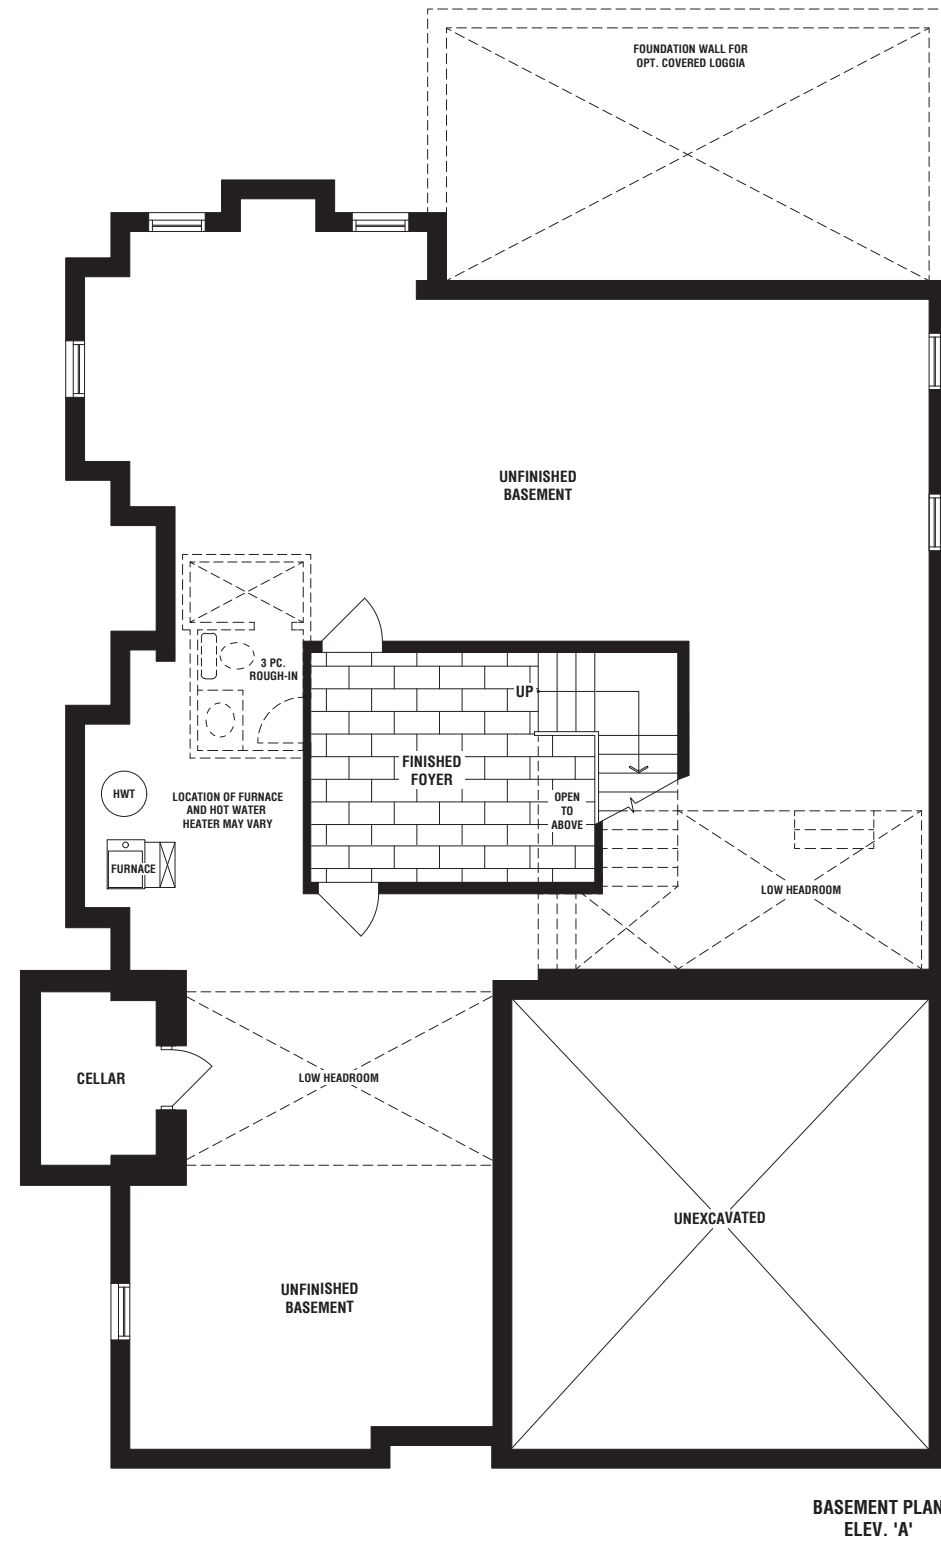 FOUNDATION WALL FOR
OPT. COVERED LOGGIA
UNFINISHED
BASEMENT
3 PC.
ROUGH-IN
UP
FINISHED
FOYER
HWT
LOCATION OF FURNACE
AND HOT WATER
HEATER MAY VARY
OPEN
TO
ABOVE
FURNACE
LOW HEADROOM
CELLAR
LOW HEADROOM
UNEXCAVATED
UNFINISHED
BASEMENT
BASEMENT PLAN
ELEV. 'A'